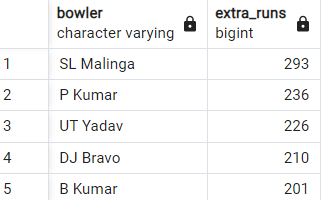 bowler extra_runs
character varying bigint
1 SL Malinga 293
2 P Kumar 236
3 UT Yadav 226
4 DJ Bravo 210
5 B Kumar 201